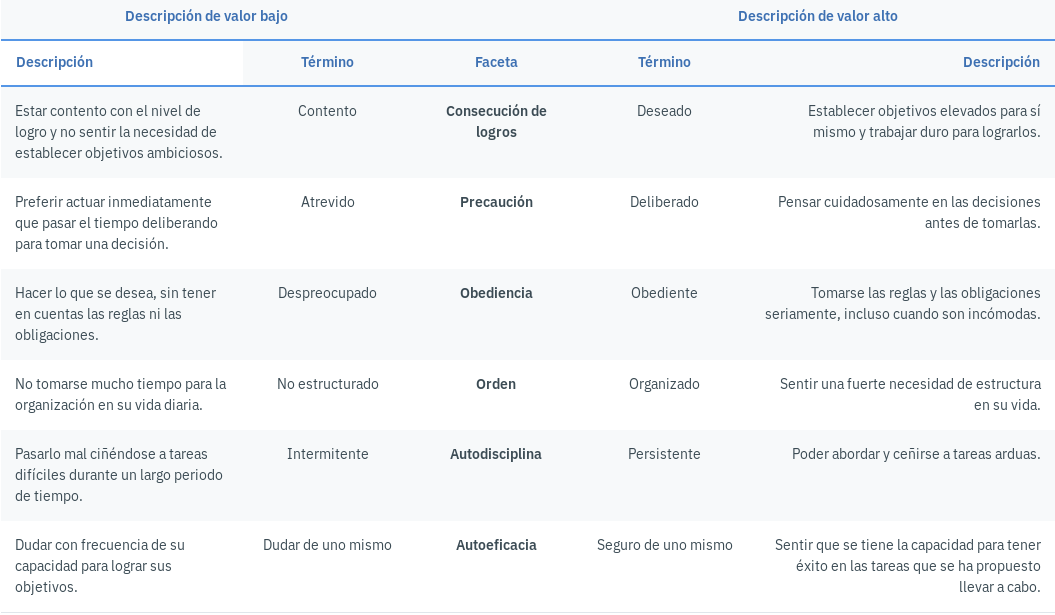 Descripción de valor bajo Descripción de valor alto
Descripción Término Faceta Término Descripción
Estar contento con el nivel de Contento Consecución de Deseado Establecer objetivos elevados para sí
logro y no sentir la necesidad de logros mismo y trabajar duro para lograrlos.
establecer objetivos ambiciosos.
Preferir actuar inmediatamente Atrevido Precaución Deliberado Pensar cuidadosamente en las decisiones
que pasar el tiempo deliberando antes de tomarlas.
para tomar una decisión.
Hacer lo que se desea, sin tener Despreocupado Obediencia Obediente Tomarse las reglas y las obligaciones
en cuentas las reglas ni las seriamente, incluso cuando son incómodas.
obligaciones.
No tomarse mucho tiempo para la No estructurado Orden Organizado Sentir una fuerte necesidad de estructura
organización en su vida diaria. en su vida.
Pasarlo mal ciñéndose a tareas Intermitente Autodisciplina Persistente Poder abordar y ceñirse a tareas arduas.
difíciles durante un largo periodo
de tiempo.
Dudar con frecuencia de su Dudar de uno mismo Autoeficacia Seguro de uno mismo Sentir que se tiene la capacidad para tener
capacidad para lograr sus éxito en las tareas que se ha propuesto
objetivos. llevar a cabo.